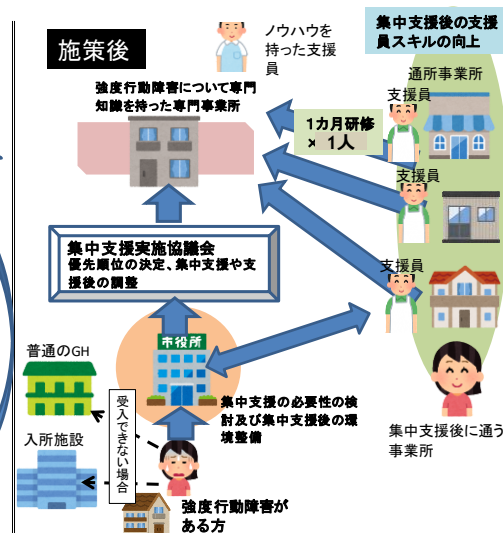 施策後
ノウハウを
持った支援
員
集中支援後の支援
員スキルの向上
強度行動障害について専門
知識を持った専門事業所
通所事業所
支援員
1カ月研修
× 1人
支援員
集中支援実施協議会
優先順位の決定、集中支援や支
援後の調整
支援員
市役所
普通のGH
受入できない場合
集中支援の必要性の検
討及び集中支援後の環
境整備
集中支援後に通う
事業所
入所施設
強度行動障害が
ある方